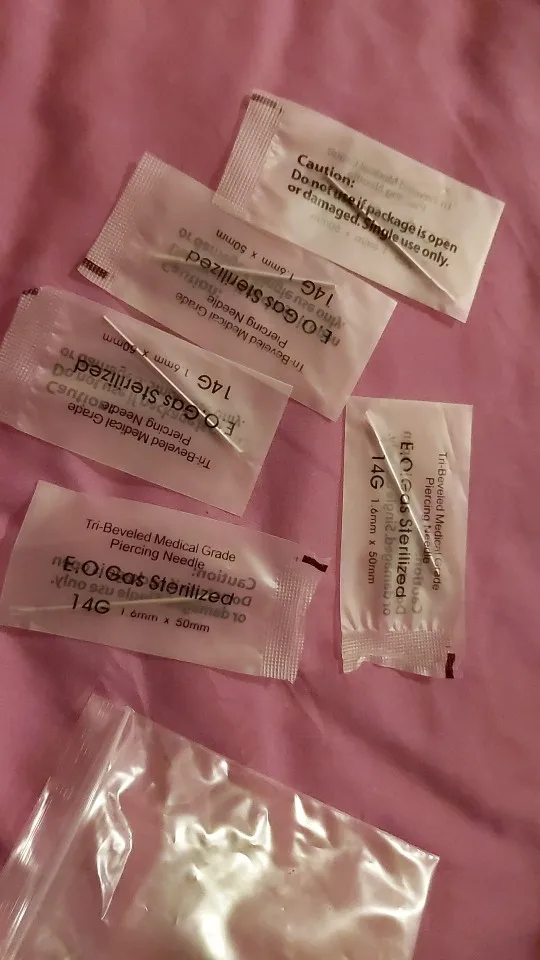 Caution:
Do not use if package is open
or damaged. Single use only.
Tri-Beveled Medical Grade
Piercing Needle
E.O.Gas Sterilized
14G 1.6mm x 50mm
Tri-Beveled Medical Grade
Piercing Needle
E.O.Gas Sterilized
14G 1.6mm x 50mm
Tri-Beveled Medical Grade
Piercing Needle
E.O.Gas Sterilized
14G 1.6mm x 50mm
Tri-Beveled Medical Grade
Piercing Needle
E.O.Gas Sterilized
14G 1.6mm x 50mm